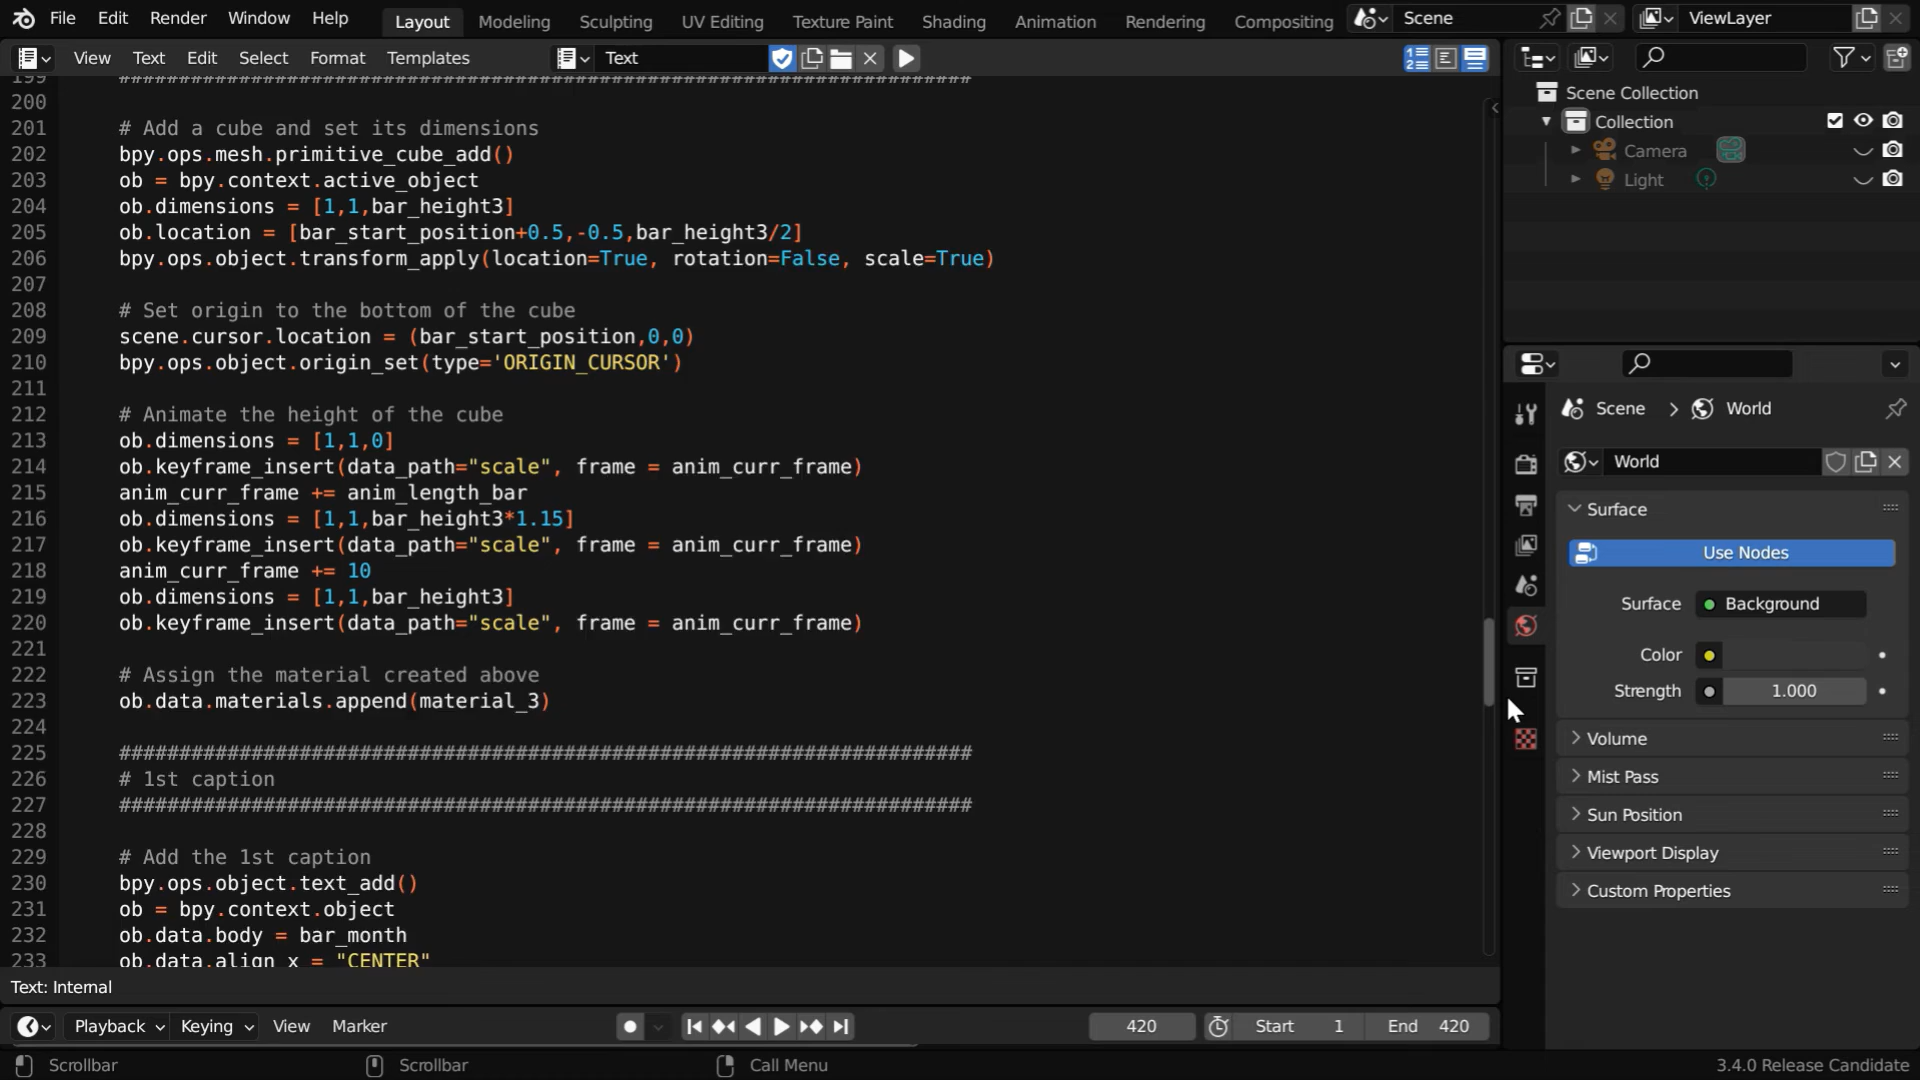 File Edit Render Window Help Layout Modeling Sculpting UV Editing Texture Paint Shading Animation Rendering Compositing Scene ViewLayer
View Text Edit Select Format Templates Text
199 #######################################################################
200
201 # Add a cube and set its dimensions
202 bpy.ops.mesh.primitive_cube_add()
203 ob = bpy.context.active_object
204 ob.dimensions = [1,1,bar_height3]
205 ob.location = [bar_start_position+0.5,-0.5,bar_height3/2]
206 bpy.ops.object.transform_apply(location=True, rotation=False, scale=True)
207
208 # Set origin to the bottom of the cube
209 scene.cursor.location = (bar_start_position,0,0)
210 bpy.ops.object.origin_set(type='ORIGIN_CURSOR')
211
212 # Animate the height of the cube
213 ob.dimensions = [1,1,0]
214 ob.keyframe_insert(data_path="scale", frame = anim_curr_frame)
215 anim_curr_frame += anim_length_bar
216 ob.dimensions = [1,1,bar_height3*1.15]
217 ob.keyframe_insert(data_path="scale", frame = anim_curr_frame)
218 anim_curr_frame += 10
219 ob.dimensions = [1,1,bar_height3]
220 ob.keyframe_insert(data_path="scale", frame = anim_curr_frame)
221
222 # Assign the material created above
223 ob.data.materials.append(material_3)
224
225 #######################################################################
226 # 1st caption
227 #######################################################################
228
229 # Add the 1st caption
230 bpy.ops.object.text_add()
231 ob = bpy.context.object
232 ob.data.body = bar_month
233 ob.data.align_x = "CENTER"
Text: Internal
Scene Collection
Collection
Camera
Light
Scene > World
World
Surface
Use Nodes
Surface Background
Color
Strength 1.000
Volume
Mist Pass
Sun Position
Viewport Display
Custom Properties
Playback Keying View Marker 420 Start 1 End 420
Scrollbar Scrollbar Call Menu 3.4.0 Release Candidate